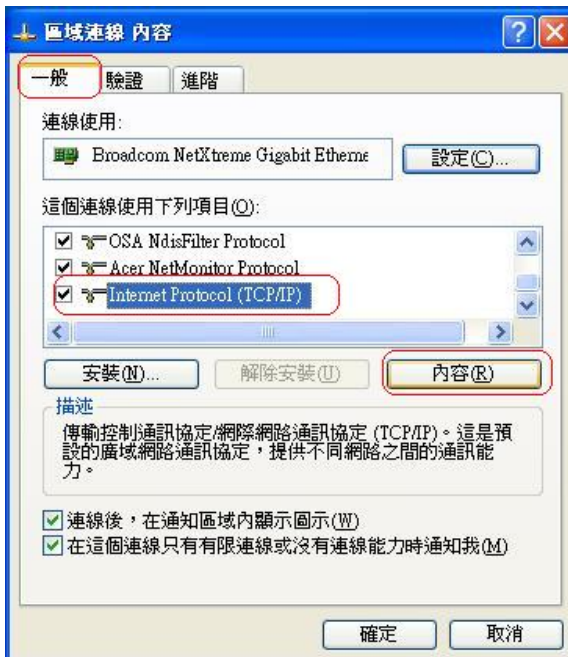 區域連線 內容
一般 驗證 進階
連線使用:
Broadcom NetXtreme Gigabit Etherne 設定(C)...
這個連線使用下列項目(O):
OSA NdisFilter Protocol
Acer NetMonitor Protocol
Internet Protocol (TCP/IP)
安裝(N)... 解除安裝(U) 內容(R)
描述
傳輸控制通訊協定/網際網路通訊協定 (TCP/IP)。這是預
設的廣域網路通訊協定，提供不同網路之間的通訊能
力。
連線後，在通知區域內顯示圖示(W)
在這個連線只有有限連線或沒有連線能力時通知我(M)
確定 取消